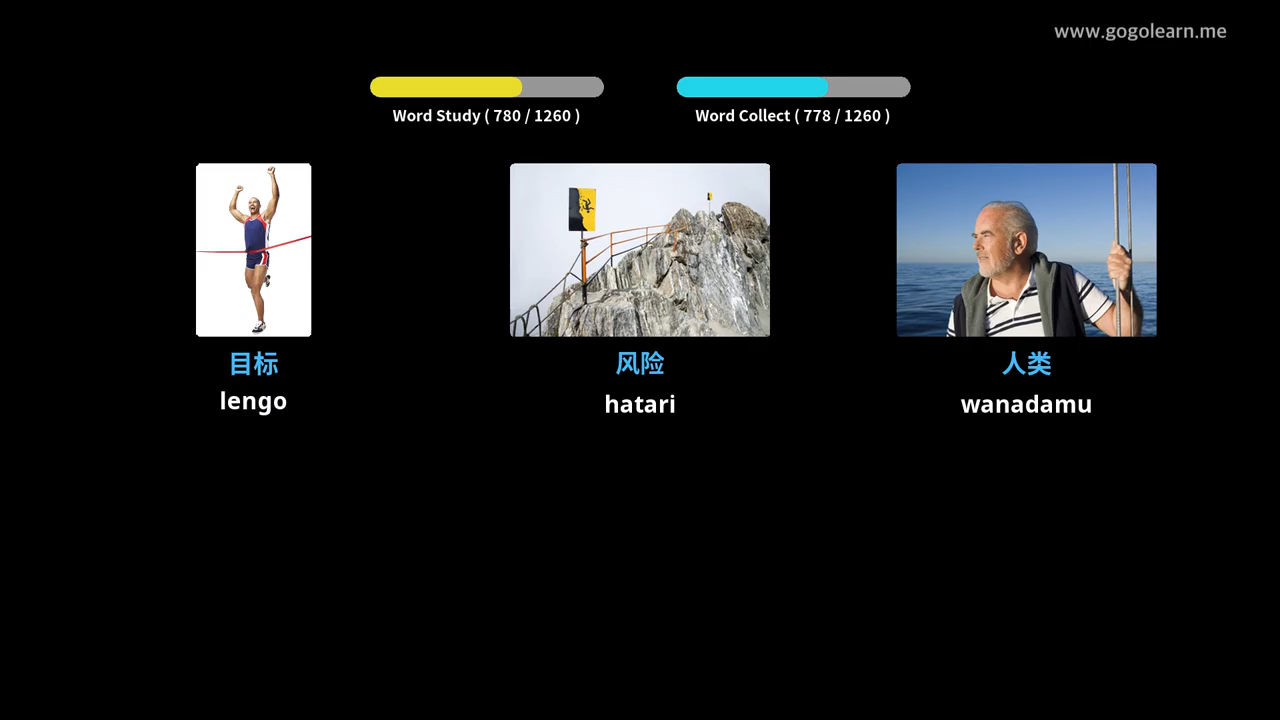 www.gogolearn.me
Word Study ( 780 / 1260 )
Word Collect ( 778 / 1260 )
目标
风险
人类
lengo
hatari
wanadamu